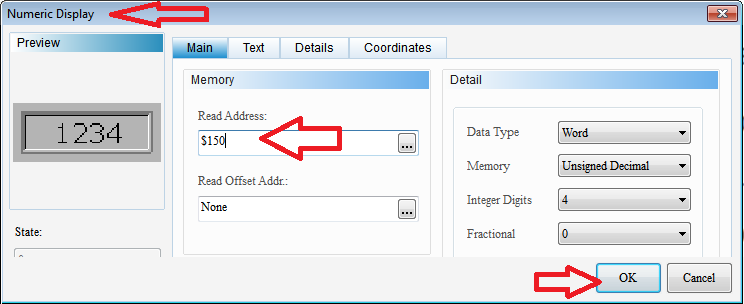 Numeric Display
Preview
1234
State:
Main Text Details Coordinates
Memory
Read Address:
$150
...
Read Offset Addr.:
None
...
Detail
Data Type Word
Memory Unsigned Decimal
Integer Digits 4
Fractional 0
OK Cancel